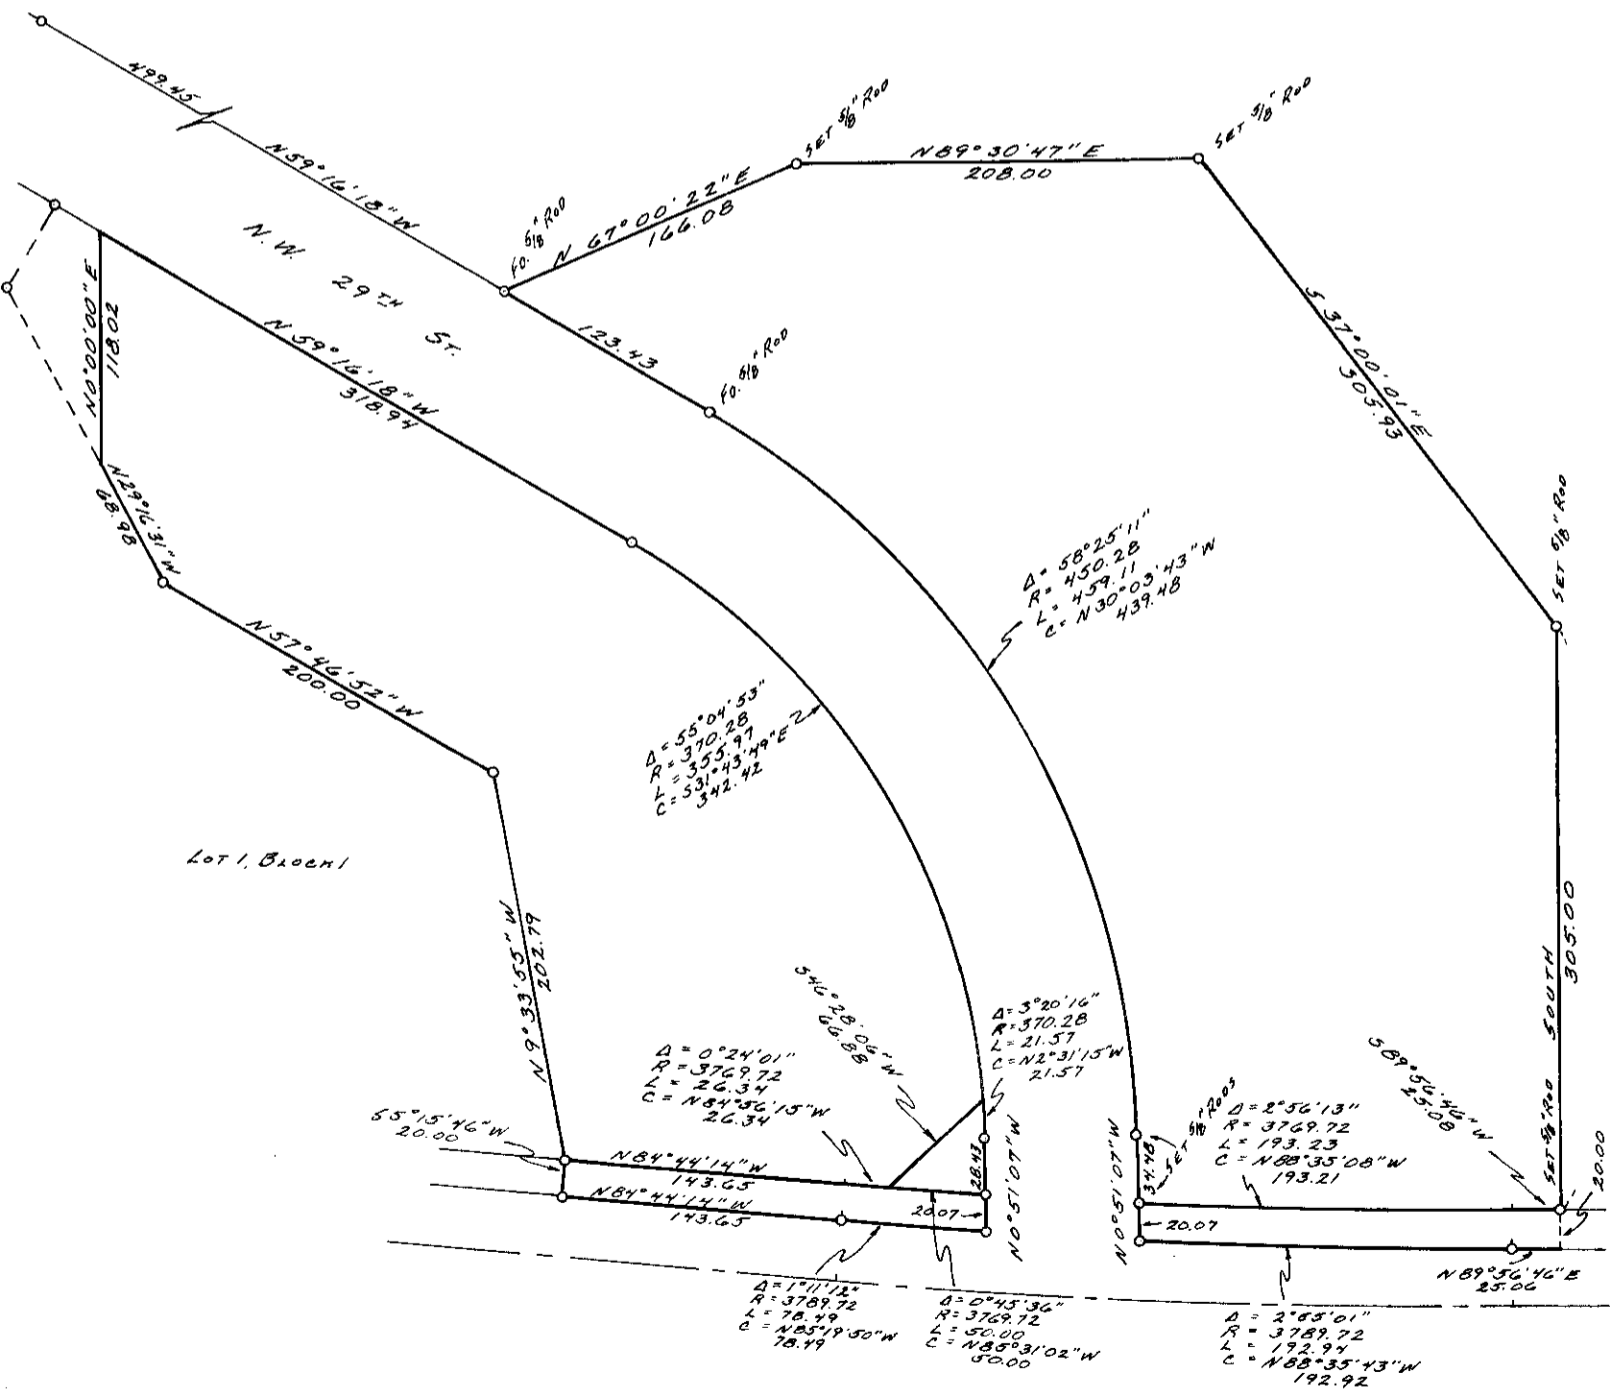 499.45
N 59° 16' 18" W
N.W. 29TH ST.
FD. 5/8" ROD
N 67° 00' 22" E
166.08
SET 5/8" ROD
N 89° 30' 47" E
208.00
SET 5/8" ROD
N 0° 00' 00" E
118.02
N 59° 16' 18" W
318.94
123.43
FD. 5/8" ROD
S 37° 00' 01" E
305.93
N 29° 16' 31" W
68.98
SET 5/8" ROD
Δ = 58° 25' 11"
R = 450.28
L = 459.11
C = N 30° 03' 43" W
439.48
N 57° 46' 52" W
200.00
Δ = 55° 04' 53"
R = 370.28
L = 355.97
C = S 31° 43' 49" E
342.42
LOT 1, BLOCK 1
N 9° 33' 55" W
202.79
SOUTH
305.00
S 46° 28' 06" W
66.88
Δ = 3° 20' 16"
R = 370.28
L = 21.57
C = N 2° 31' 15" W
21.57
Δ = 0° 24' 01"
R = 3769.72
L = 26.34
C = N 84° 56' 15" W
26.34
S 5° 15' 46" W
20.00
N 84° 44' 14" W
143.65
N 84° 44' 14" W
143.65
28.43
20.07
N 0° 51' 07" W
N 0° 51' 07" W
34.48
SET 5/8" RODS
20.07
Δ = 2° 56' 13"
R = 3769.72
L = 193.23
C = N 88° 35' 08" W
193.21
S 89° 56' 46" W
25.08
SET 5/8" ROD
20.00
N 89° 56' 46" E
25.06
Δ = 1° 11' 12"
R = 3789.72
L = 78.49
C = N 85° 19' 50" W
78.49
Δ = 0° 45' 36"
R = 3769.72
L = 50.00
C = N 85° 31' 02" W
50.00
Δ = 2° 55' 01"
R = 3789.72
L = 192.94
C = N 88° 35' 43" W
192.92